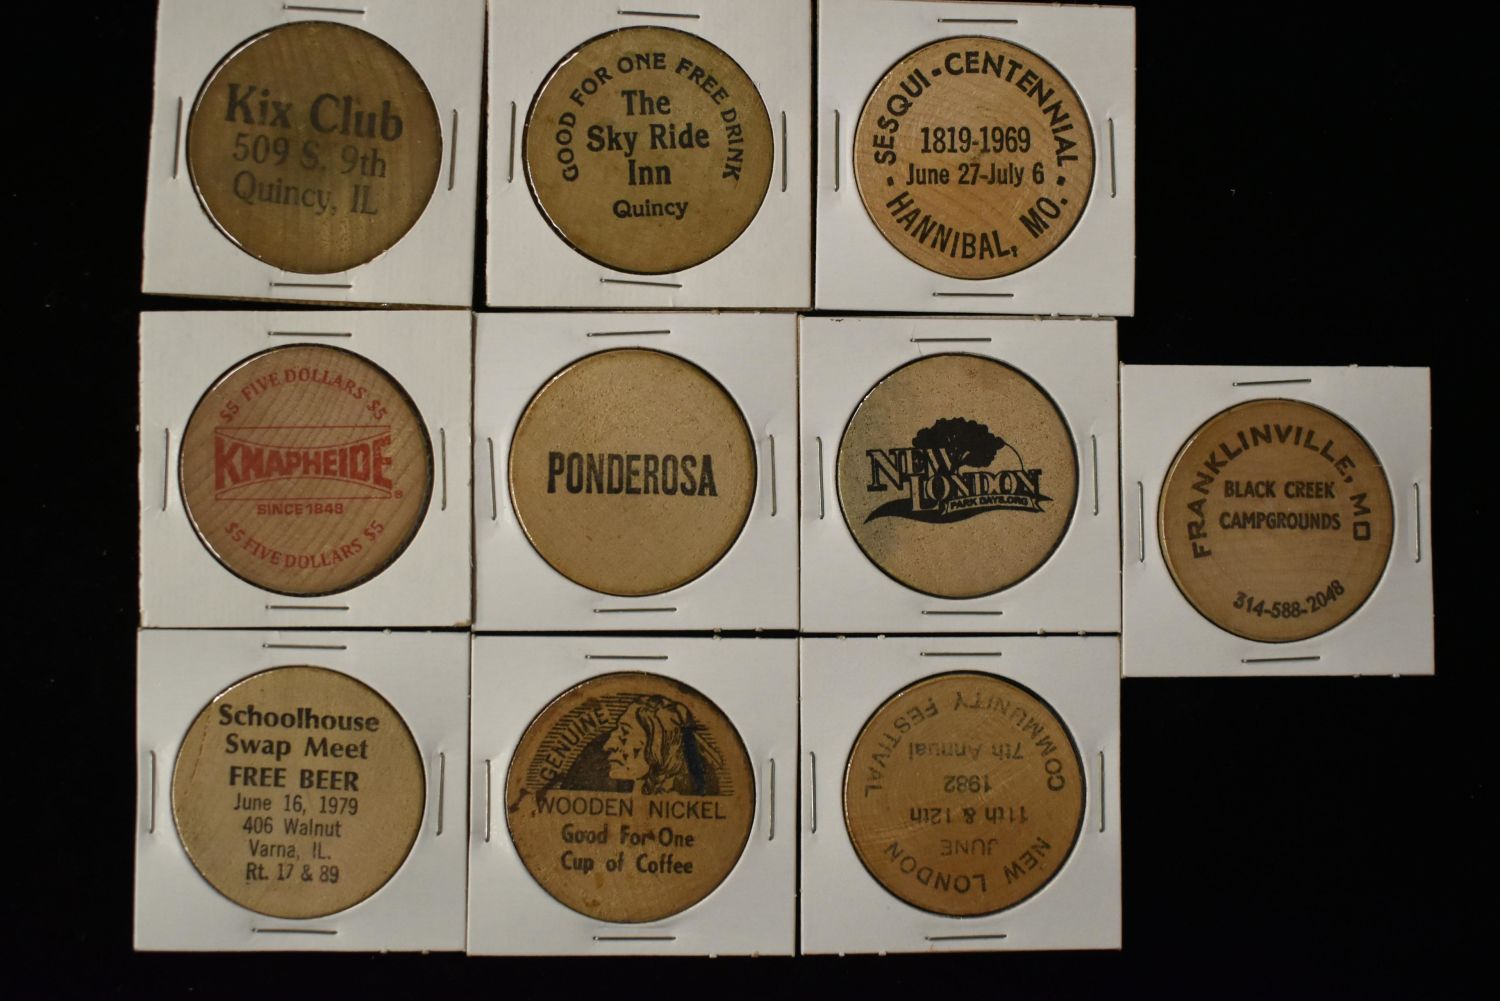 Kix Club
509 S. 9th
Quincy, IL
GOOD FOR ONE FREE DRINK
The
Sky Ride
Inn
Quincy
SESQUI-CENTENNIAL
1819-1969
June 27-July 6
HANNIBAL, MO.
$5 FIVE DOLLARS $5
KNAPHEIDE®
SINCE 1848
$5 FIVE DOLLARS $5
PONDEROSA
NEW
LONDON
PARK DAYS.ORG
FRANKLINVILLE, MO
BLACK CREEK
CAMPGROUNDS
314-588-2048
Schoolhouse
Swap Meet
FREE BEER
June 16, 1979
406 Walnut
Varna, IL.
Rt. 17 & 89
GENUINE
WOODEN NICKEL
Good For One
Cup of Coffee
NEW LONDON
JUNE
11th & 12th
1982
7th Annual
COMMUNITY FESTIVAL